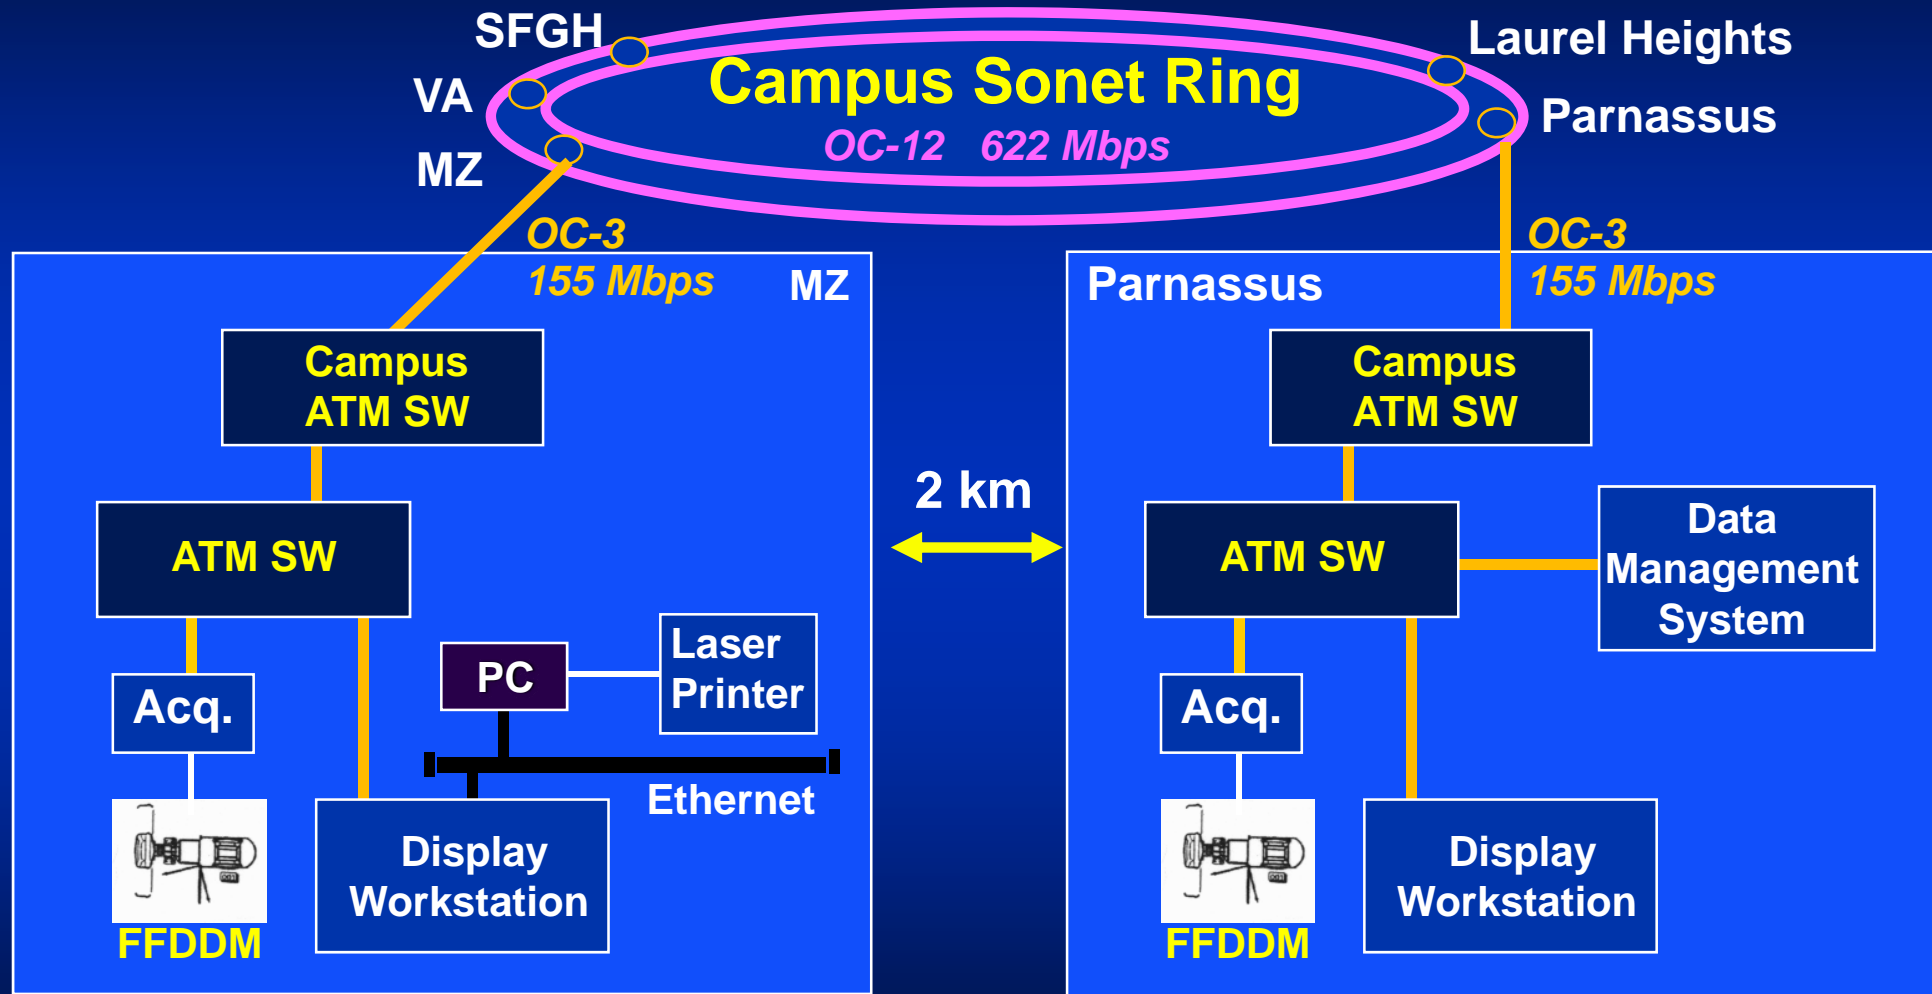 SFGH
Laurel Heights
Campus Sonet Ring
VA
Parnassus
OC-12 622 Mbps
MZ
OC-3
155 Mbps
MZ
OC-3
155 Mbps
Parnassus
Campus
ATM SW
ATM SW
Acq.
FFDDM
PC
Laser
Printer
Ethernet
Display
Workstation
2 km
Campus
ATM SW
ATM SW
Data
Management
System
Acq.
FFDDM
Display
Workstation